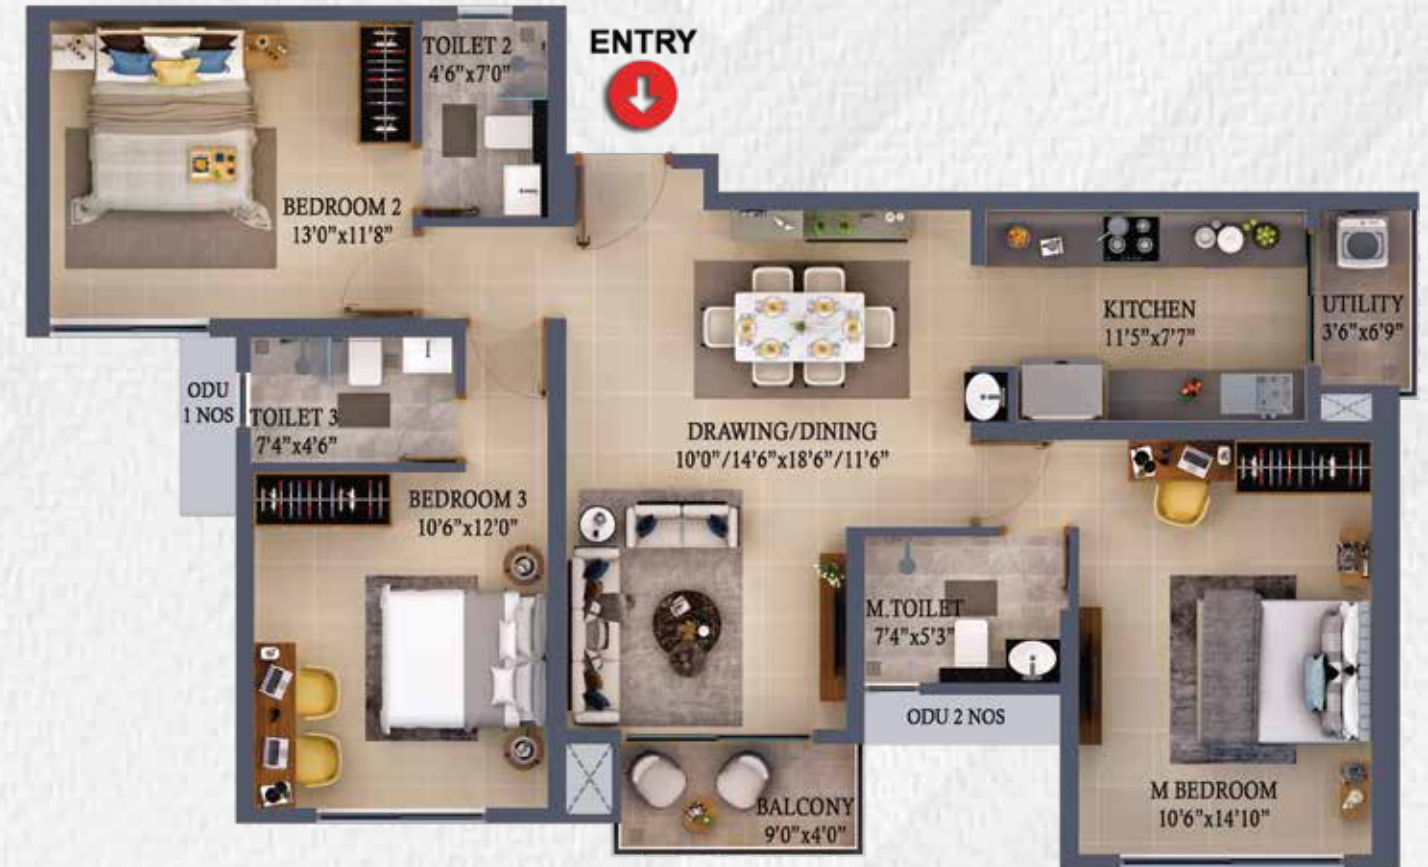 ENTRY
TOILET 2
4'6"x7'0"
BEDROOM 2
13'0"x11'8"
KITCHEN
11'5"x7'7"
UTILITY
3'6"x6'9"
ODU
1 NOS
TOILET 3
7'4"x4'6"
DRAWING/DINING
10'0"/14'6"x18'6"/11'6"
BEDROOM 3
10'6"x12'0"
M.TOILET
7'4"x5'3"
ODU 2 NOS
M BEDROOM
10'6"x14'10"
BALCONY
9'0"x4'0"